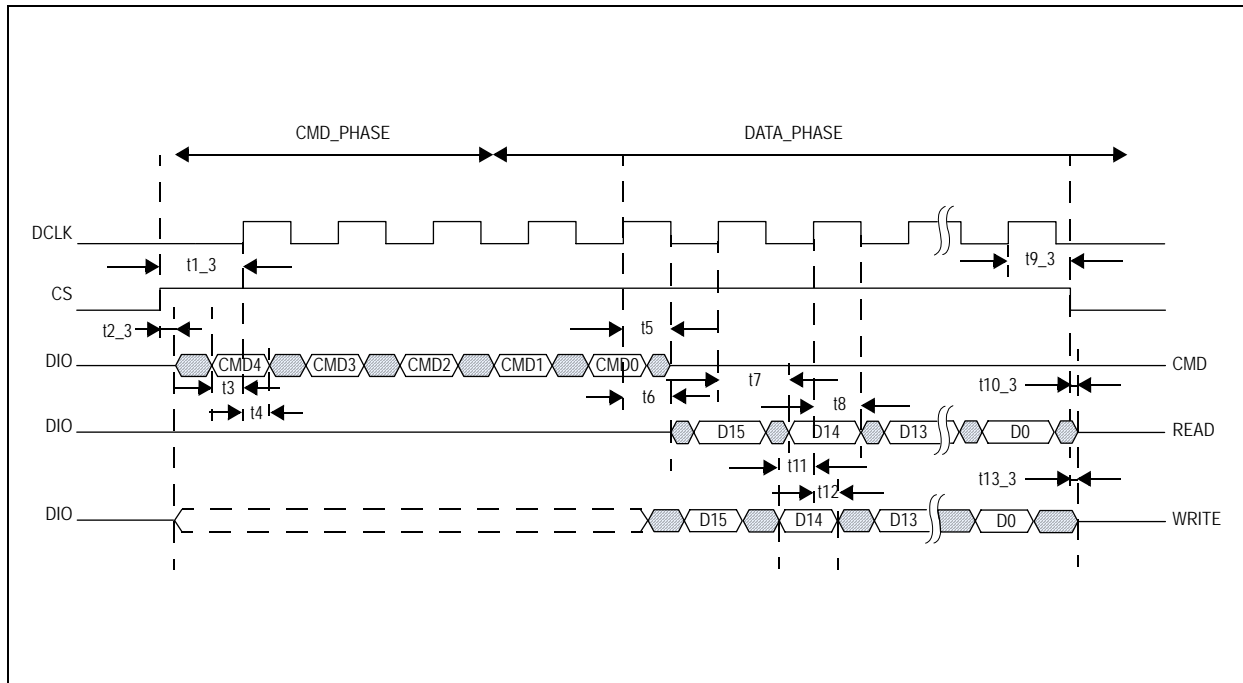 CMD_PHASE DATA_PHASE
DCLK
t1_3 t9_3
CS
t2_3 t5
DIO CMD4 CMD3 CMD2 CMD1 CMD0 CMD
t3 t6 t7 t10_3
t4 t8
DIO D15 D14 D13 D0 READ
t11 t13_3
t12
DIO D15 D14 D13 D0 WRITE